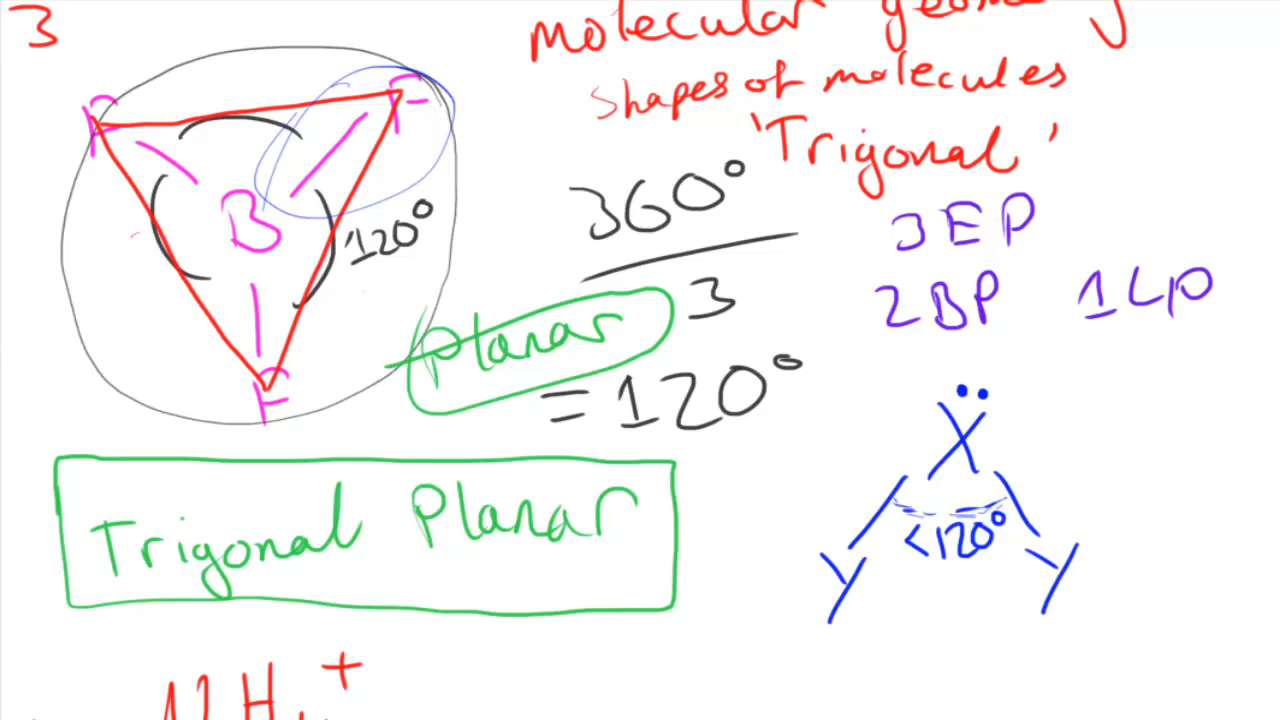 3
molecular geometry
shapes of molecules
'Trigonal'
F
F
B
F
120°
360°
3
= 120°
planar
3EP
2BP 1LP
X
<120°
Y
Y
Trigonal Planar